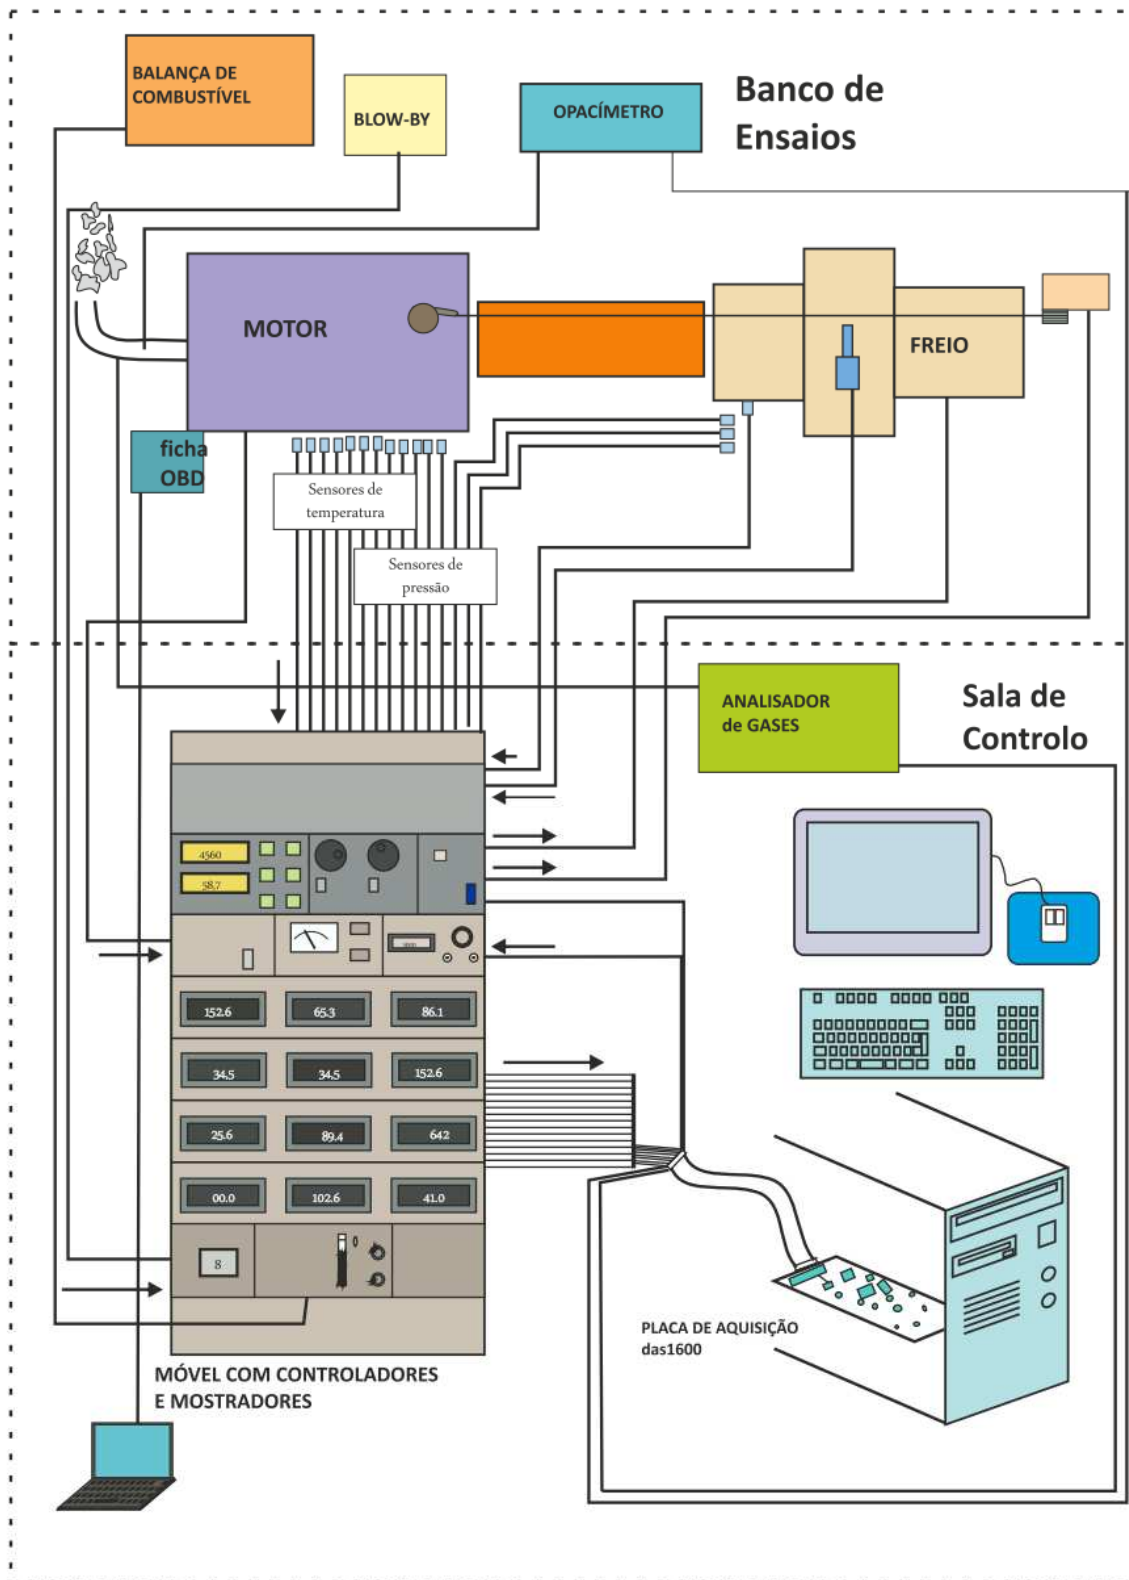 BALANÇA DE
COMBUSTÍVEL
BLOW-BY
OPACÍMETRO
Banco de
Ensaios
MOTOR
FREIO
ficha
OBD
Sensores de
temperatura
Sensores de
pressão
ANALISADOR
de GASES
Sala de
Controlo
4560
58,7
152.6
65.3
86.1
34.5
34.5
152.6
25.6
89.4
642
00.0
102.6
41.0
8
PLACA DE AQUISIÇÃO
das1600
MÓVEL COM CONTROLADORES
E MOSTRADORES